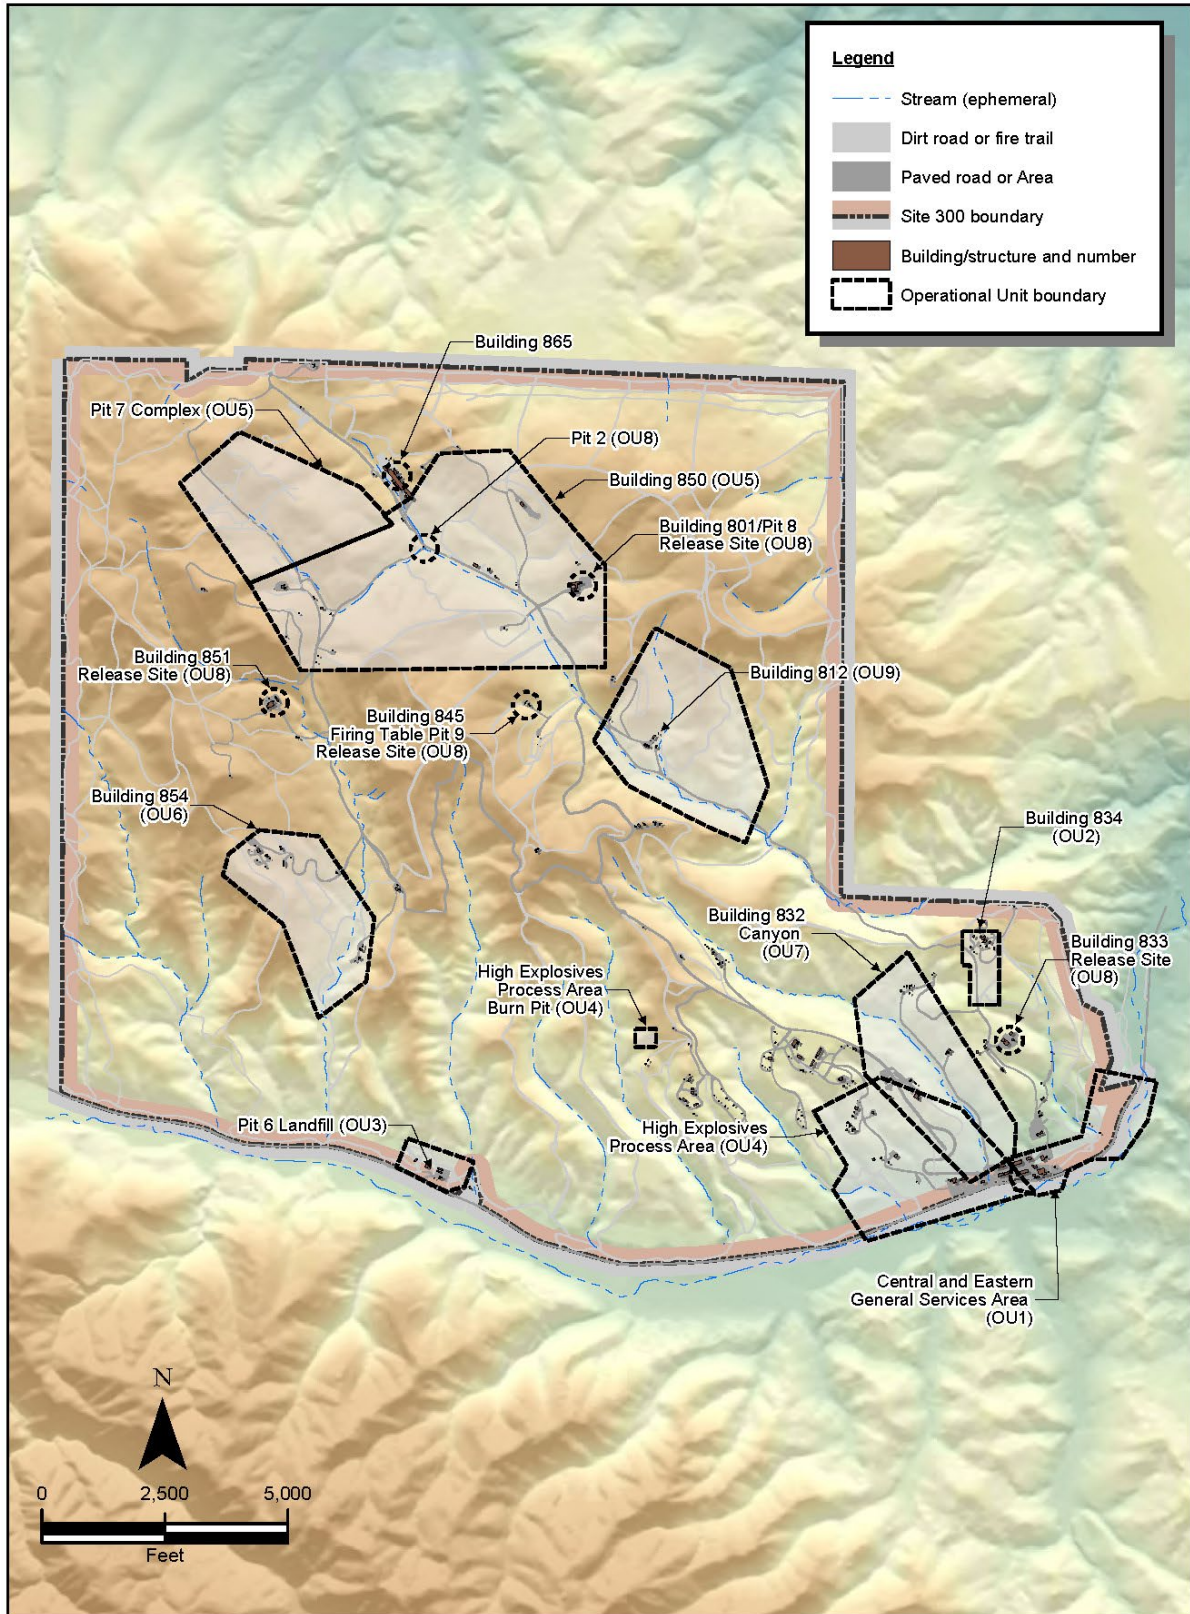 Legend
Stream (ephemeral)
Dirt road or fire trail
Paved road or Area
Site 300 boundary
Building/structure and number
Operational Unit boundary
Building 865
Pit 7 Complex (OU5)
Pit 2 (OU8)
Building 850 (OU5)
Building 801/Pit 8
Release Site (OU8)
Building 851
Release Site (OU8)
Building 812 (OU9)
Building 845
Firing Table Pit 9
Release Site (OU8)
Building 854
(OU6)
Building 834
(OU2)
Building 832
Canyon
(OU7)
Building 833
Release Site
(OU8)
High Explosives
Process Area
Burn Pit (OU4)
Pit 6 Landfill (OU3)
High Explosives
Process Area (OU4)
Central and Eastern
General Services Area
(OU1)
N
0 2,500 5,000
Feet